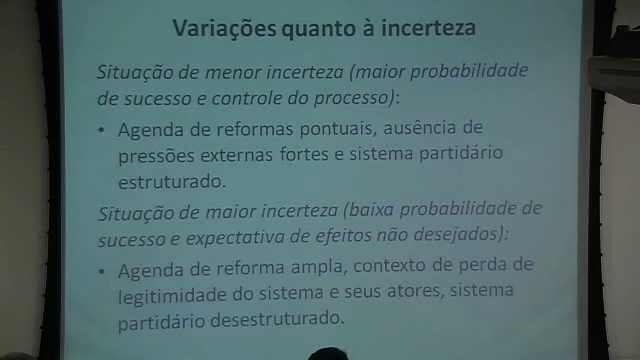 Variações quanto à incerteza
Situação de menor incerteza (maior probabilidade
de sucesso e controle do processo):
• Agenda de reformas pontuais, ausência de
pressões externas fortes e sistema partidário
estruturado.
Situação de maior incerteza (baixa probabilidade de
sucesso e expectativa de efeitos não desejados):
• Agenda de reforma ampla, contexto de perda de
legitimidade do sistema e seus atores, sistema
partidário desestruturado.